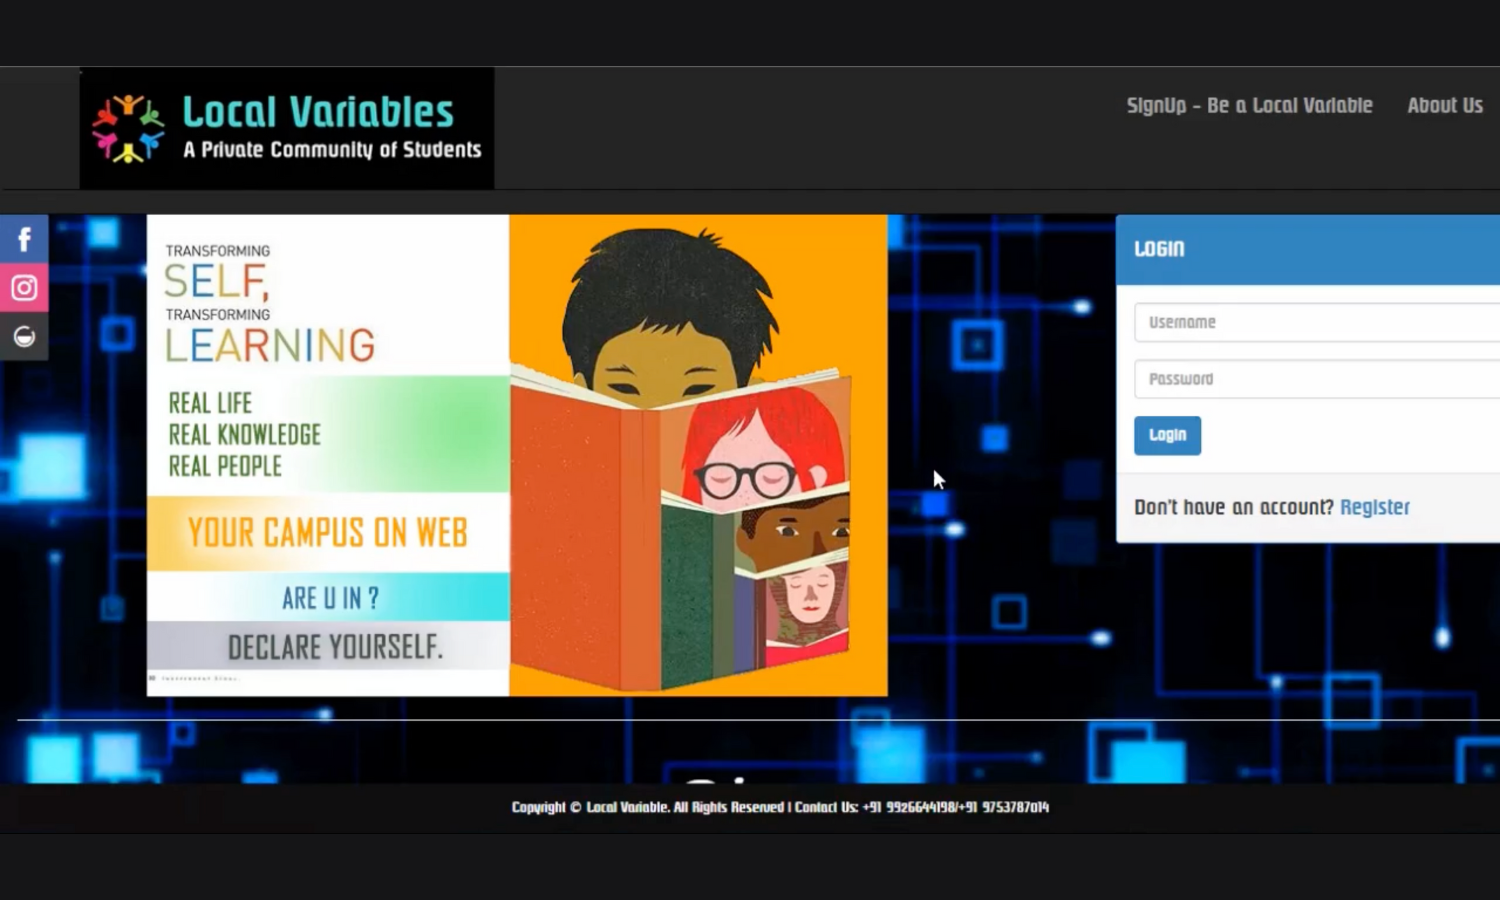 Local Variables
A Private Community of Students
SignUp - Be a Local Variable
About Us
TRANSFORMING
SELF,
TRANSFORMING
LEARNING
REAL LIFE
REAL KNOWLEDGE
REAL PEOPLE
YOUR CAMPUS ON WEB
ARE U IN ?
DECLARE YOURSELF.
LOGIN
Username
Password
Login
Don't have an account? Register
Copyright © Local Variable. All Rights Reserved | Contact Us: +91 9926644198/+91 9753787014